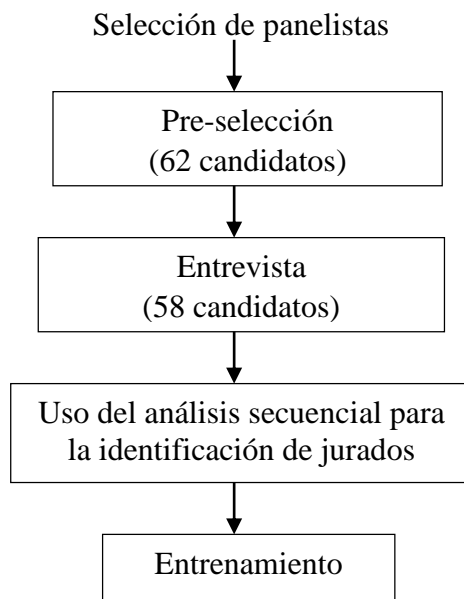 Selección de panelistas
Pre-selección
(62 candidatos)
Entrevista
(58 candidatos)
Uso del análisis secuencial para
la identificación de jurados
Entrenamiento